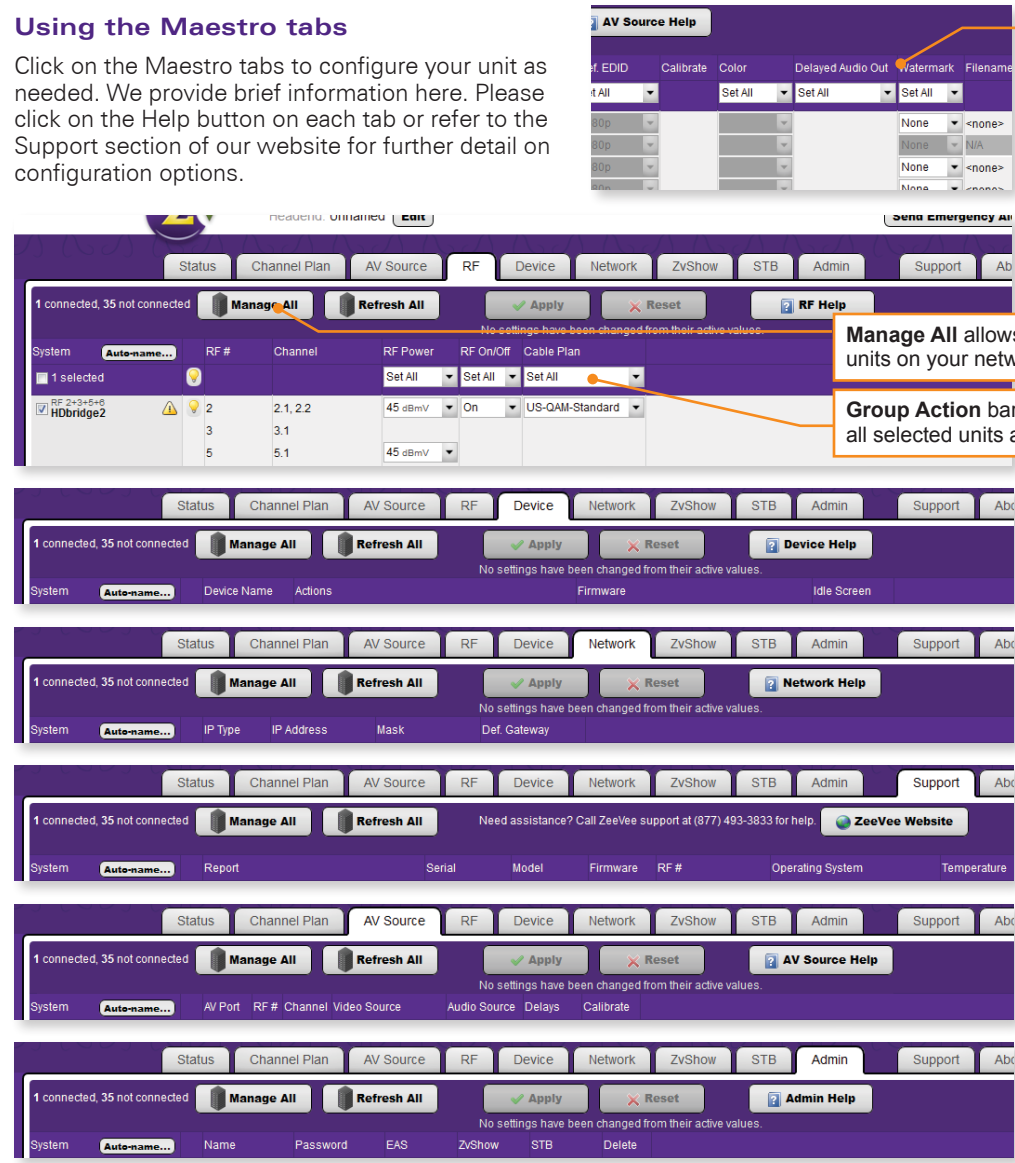 Using the Maestro tabs
Click on the Maestro tabs to configure your unit as
needed. We provide brief information here. Please
click on the Help button on each tab or refer to the
Support section of our website for further detail on
configuration options.
AV Source Help
EDID Calibrate Color Delayed Audio Out Watermark Filename
All Set All Set All Set All
None <none>
None N/A
None <none>
None <none>
Headend: Unnamed Edit Send Emergency
Status Channel Plan AV Source RF Device Network ZvShow STB Admin Support
1 connected, 35 not connected Manage All Refresh All Apply Reset RF Help
No settings have been changed from their active values.
Manage All allows
units on your
System Auto-name... RF # Channel RF Power RF On/Off Cable Plan
1 selected Set All Set All Set All
Group Action
all selected units
RF 2+3+5+6
HDbridge2 2 2.1, 2.2 45 dBmV On US-QAM-Standard
3 3.1
5 5.1 45 dBmV
Status Channel Plan AV Source RF Device Network ZvShow STB Admin Support
1 connected, 35 not connected Manage All Refresh All Apply Reset Device Help
No settings have been changed from their active values.
System Auto-name... Device Name Actions Firmware Idle Screen
Status Channel Plan AV Source RF Device Network ZvShow STB Admin Support
1 connected, 35 not connected Manage All Refresh All Apply Reset Network Help
No settings have been changed from their active values.
System Auto-name... IP Type IP Address Mask Def. Gateway
Status Channel Plan AV Source RF Device Network ZvShow STB Admin Support
1 connected, 35 not connected Manage All Refresh All Need assistance? Call ZeeVee support at (877) 493-3833 for help. ZeeVee Website
System Auto-name... Report Serial Model Firmware RF # Operating System Temperature
Status Channel Plan AV Source RF Device Network ZvShow STB Admin Support
1 connected, 35 not connected Manage All Refresh All Apply Reset AV Source Help
No settings have been changed from their active values.
System Auto-name... AV Port RF # Channel Video Source Audio Source Delays Calibrate
Status Channel Plan AV Source RF Device Network ZvShow STB Admin Support
1 connected, 35 not connected Manage All Refresh All Apply Reset Admin Help
No settings have been changed from their active values.
System Auto-name... Name Password EAS ZvShow STB Delete